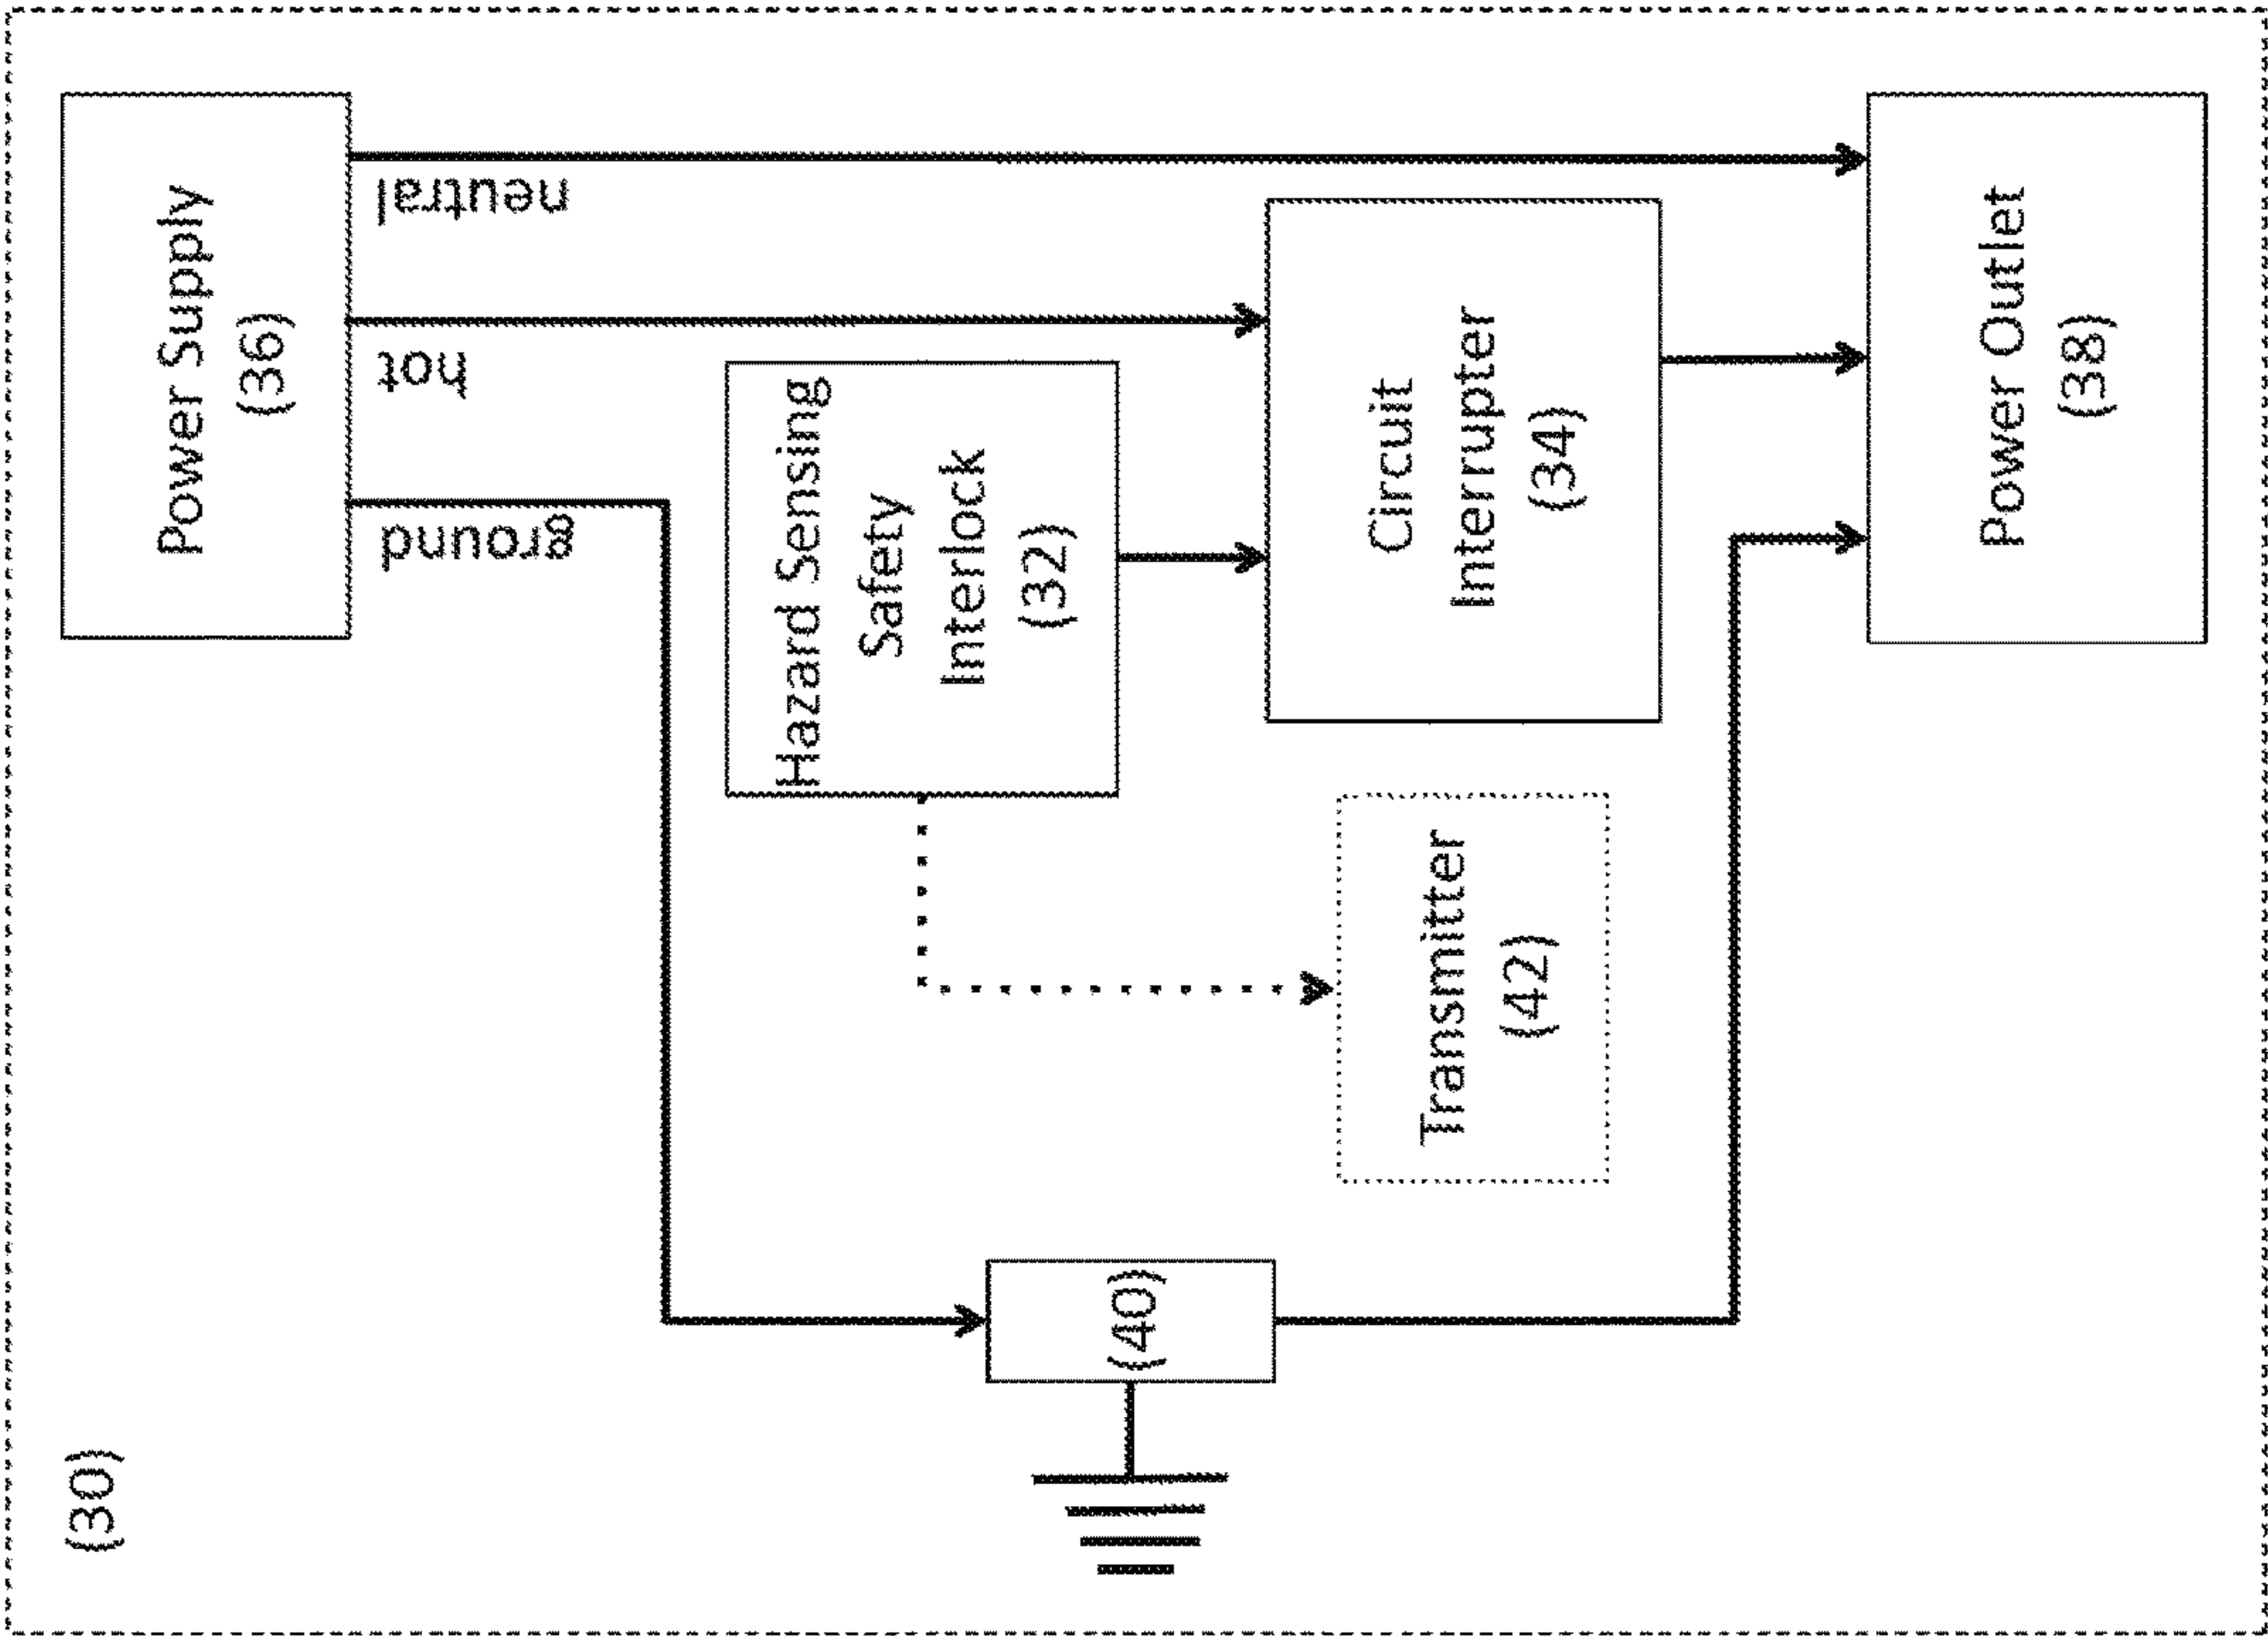 (30)
Power Supply
(36)
ground
hot
neutral
Hazard Sensing
Safety
Interlock
(32)
(40)
Transmitter
(42)
Circuit
Interrupter
(34)
Power Outlet
(38)